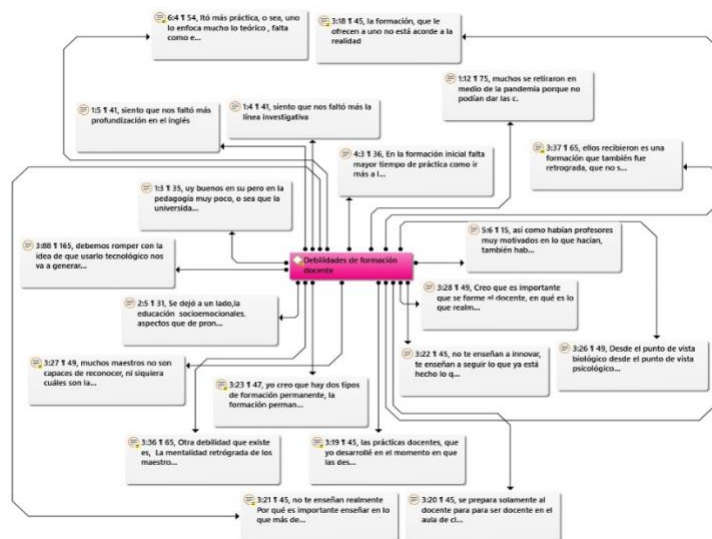 6:4 ¶ 54, ltó más práctica, o sea, uno
lo enfoca mucho lo teórico , falta
como e...
3:18 ¶ 45, la formación, que le
ofrecen a uno no está acorde a la
realidad
1:12 ¶ 75, muchos se retiraron en
medio de la pandemia porque no
podían dar las c.
1:5 ¶ 41, siento que nos faltó más
profundización en el inglés
1:4 ¶ 41, siento que nos faltó más la
línea investigativa
4:3 ¶ 36, En la formación inicial falta
mayor tiempo de práctica como ir
más a l...
3:37 ¶ 65, ellos recibieron es una
formación que también fue
retrograda, que no s...
1:3 ¶ 35, uy buenos en su pero en la
pedagogía muy poco, o sea que la
universida...
5:6 ¶ 15, así como habían profesores
muy motivados en lo que hacían,
también hab...
3:88 ¶ 165, debemos romper con la
idea de que usarlo tecnológico nos
va a generar...
Debilidades de formación
docente
3:28 ¶ 49, Creo que es importante
que se forme al docente, en qué es lo
que realm...
2:5 ¶ 31, Se dejó a un lado,la
educación socioemocionales.
aspectos que de pron...
3:27 ¶ 49, muchos maestros no son
capaces de reconocer, ni siquiera
cuáles son la...
3:22 ¶ 45, no te enseñan a innovar,
te enseñan a seguir lo que ya está
hecho lo q...
3:26 ¶ 49, Desde el punto de vista
biológico desde el punto de vista
psicológico...
3:23 ¶ 47, yo creo que hay dos tipos
de formación permanente, la
formación perman...
3:36 ¶ 65, Otra debilidad que existe
es, La mentalidad retrógrada de los
maestro...
3:19 ¶ 45, las prácticas docentes, que
yo desarrollé en el momento en que
las des...
3:21 ¶ 45, no te enseñan realmente
Por qué es importante enseñar en lo
que más de...
3:20 ¶ 45, se prepara solamente al
docente para para ser docente en el
aula de cl...